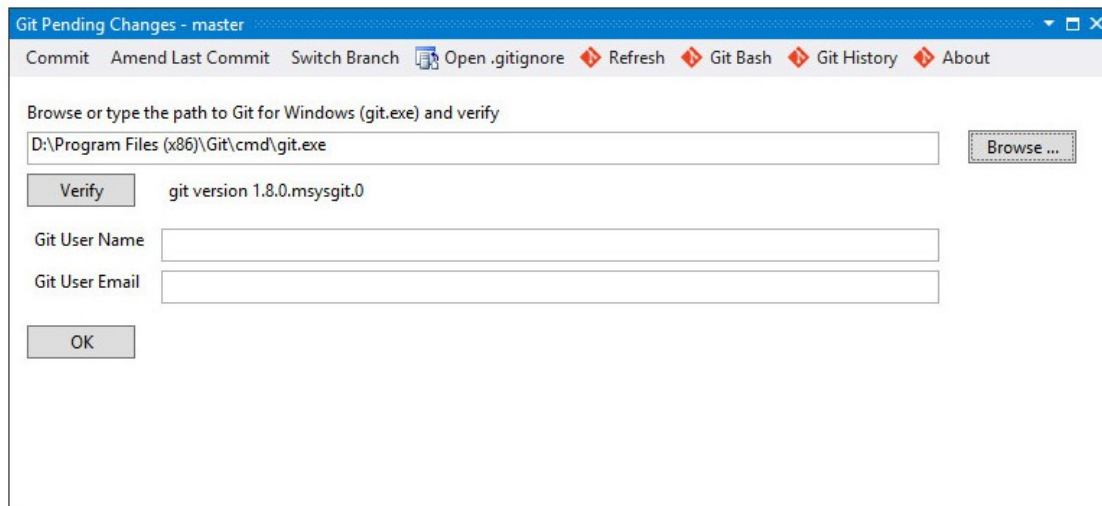 Git Pending Changes - master
Commit Amend Last Commit Switch Branch Open .gitignore Refresh Git Bash Git History About
Browse or type the path to Git for Windows (git.exe) and verify
D:\Program Files (x86)\Git\cmd\git.exe Browse ...
Verify git version 1.8.0.msysgit.0
Git User Name
Git User Email
OK